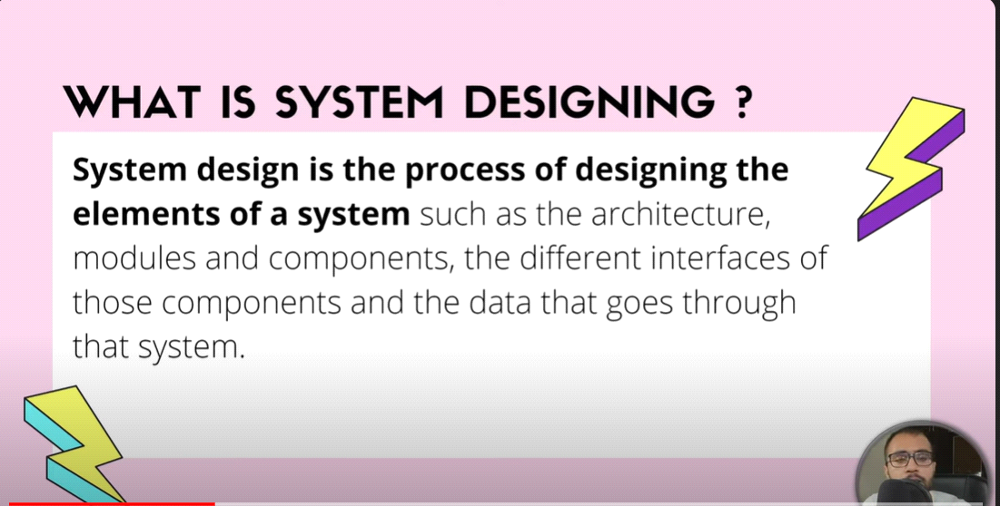 WHAT IS SYSTEM DESIGNING ?
System design is the process of designing the
elements of a system such as the architecture,
modules and components, the different interfaces of
those components and the data that goes through
that system.